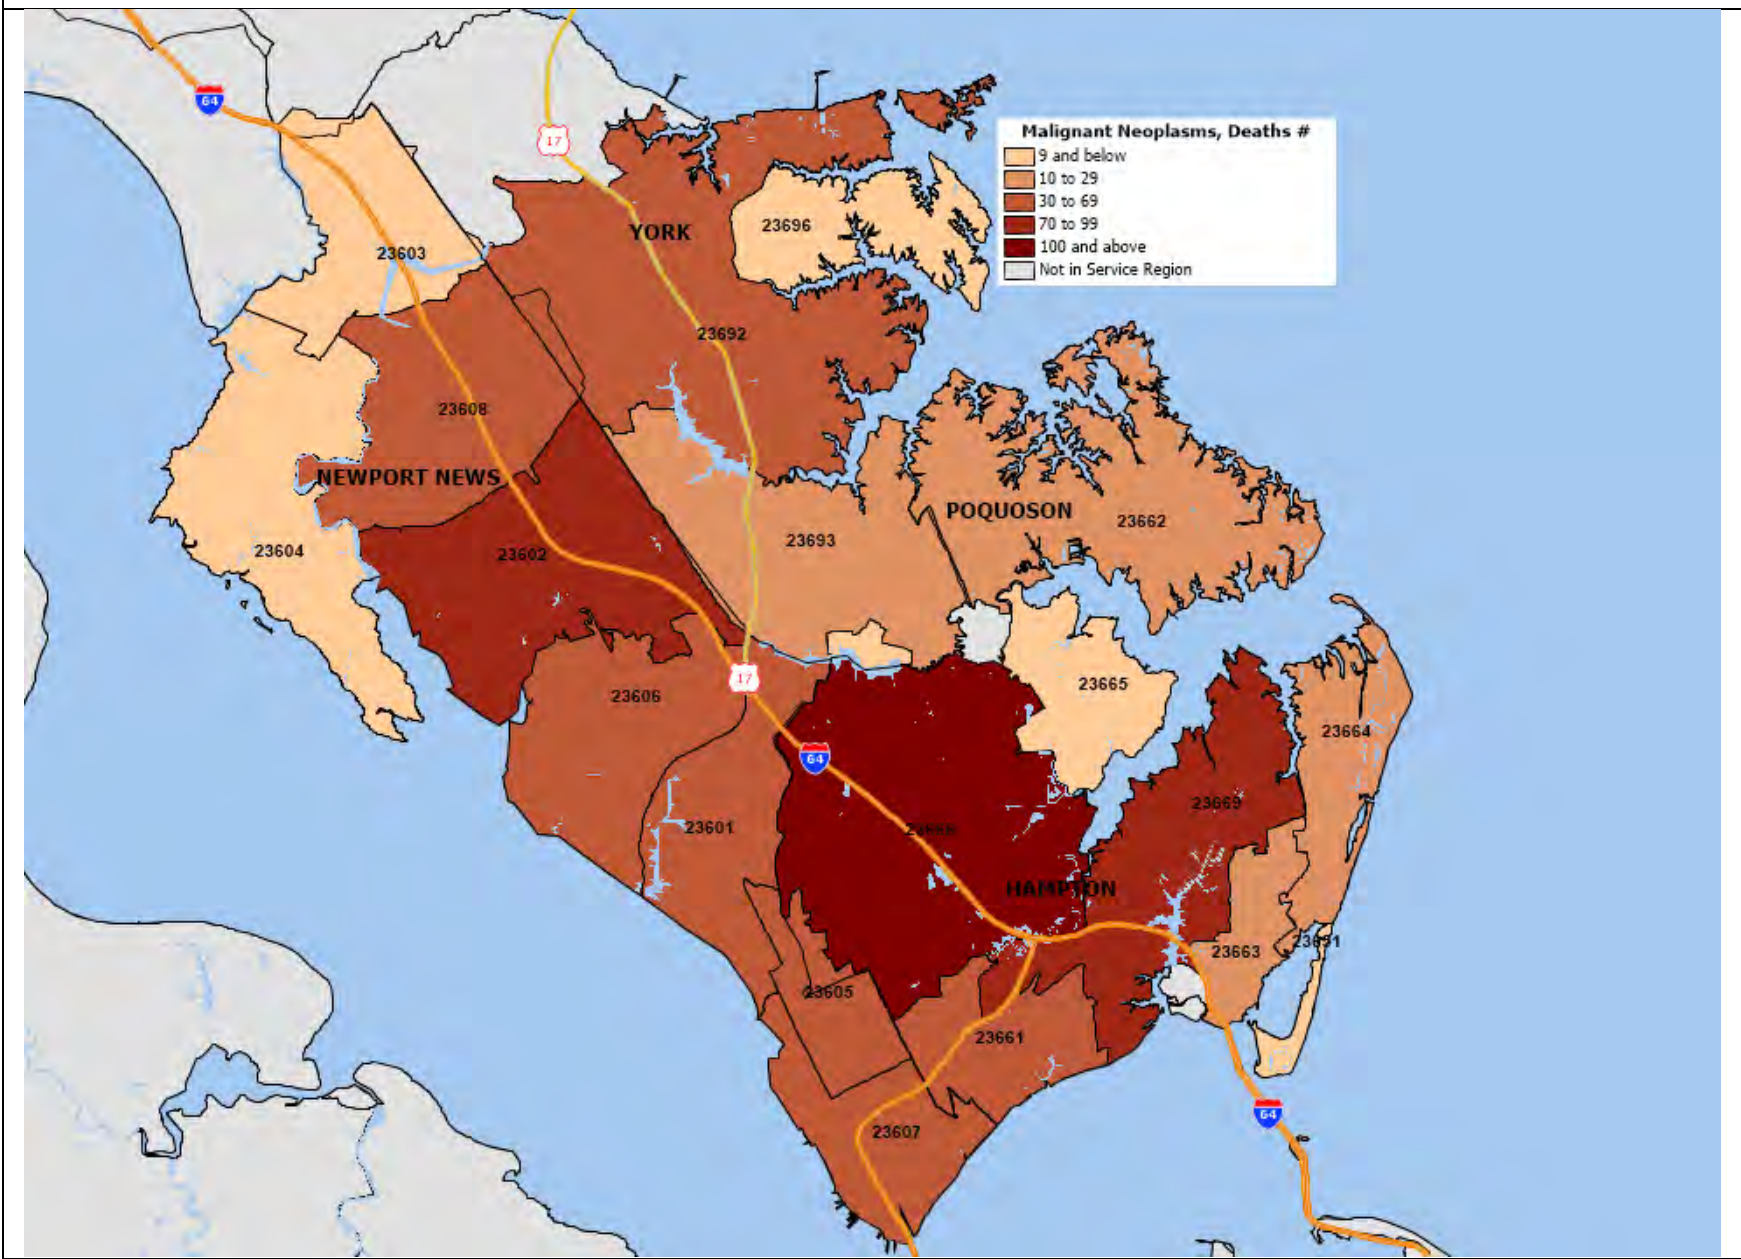 64
17
Malignant Neoplasms, Deaths #
9 and below
10 to 29
30 to 69
70 to 99
100 and above
Not in Service Region
23603
YORK
23696
23692
23608
NEWPORT NEWS
POQUOSON
23662
23604
23602
23693
23606
17
23665
23664
64
23601
23669
HAMPTON
23663
23605
23661
23607
64